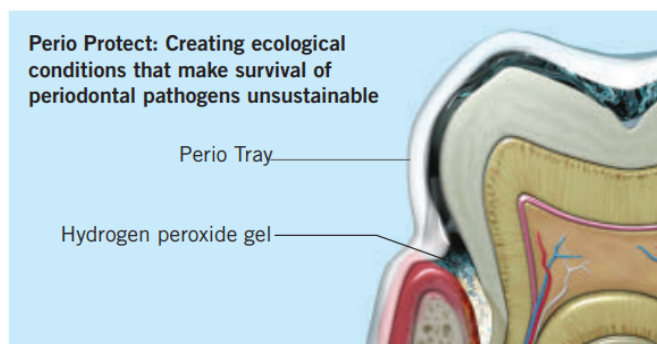 Perio Protect: Creating ecological
conditions that make survival of
periodontal pathogens unsustainable
Perio Tray
Hydrogen peroxide gel